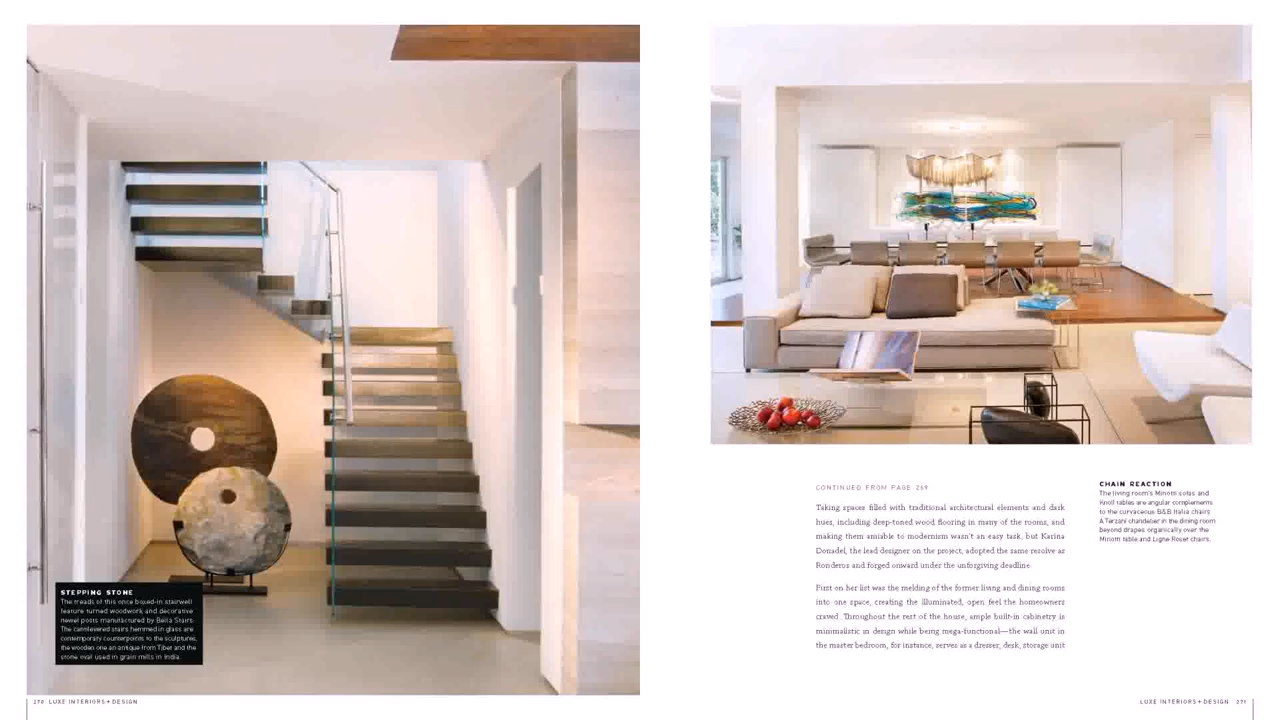 STEPPING STONE
The treads of this once boxed-in stairwell
feature turned woodwork and decorative
newel posts manufactured by Bella Stairs.
The cantilevered stairs hemmed in glass are
contemporary counterpoints to the sculptures,
the wooden one an antique from Tibet and the
stone oval used in grain mills in India.
270 LUXE INTERIORS + DESIGN
CONTINUED FROM PAGE 269
Taking spaces filled with traditional architectural elements and dark
hues, including deep-toned wood flooring in many of the rooms, and
making them amiable to modernism wasn't an easy task, but Karina
Donadel, the lead designer on the project, adopted the same resolve as
Ronderos and forged onward under the unforgiving deadline.
First on her list was the melding of the former living and dining rooms
into one space, creating the illuminated, open feel the homeowners
craved. Throughout the rest of the house, ample built-in cabinetry is
minimalistic in design while being mega-functional—the wall unit in
the master bedroom, for instance, serves as a dresser, desk, storage unit
CHAIN REACTION
The living room's Minotti sofas and
Knoll tables are angular complements
to the curvaceous B&B Italia chairs.
A Terzani chandelier in the dining room
beyond drapes organically over the
Minotti table and Ligne Roset chairs.
LUXE INTERIORS + DESIGN 271